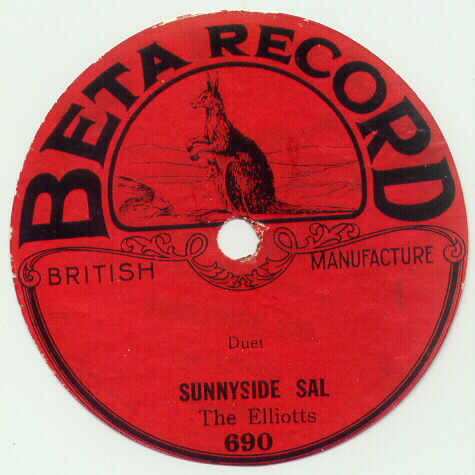 BETA RECORD
BRITISH MANUFACTURE
Duet
SUNNYSIDE SAL
The Elliotts
690